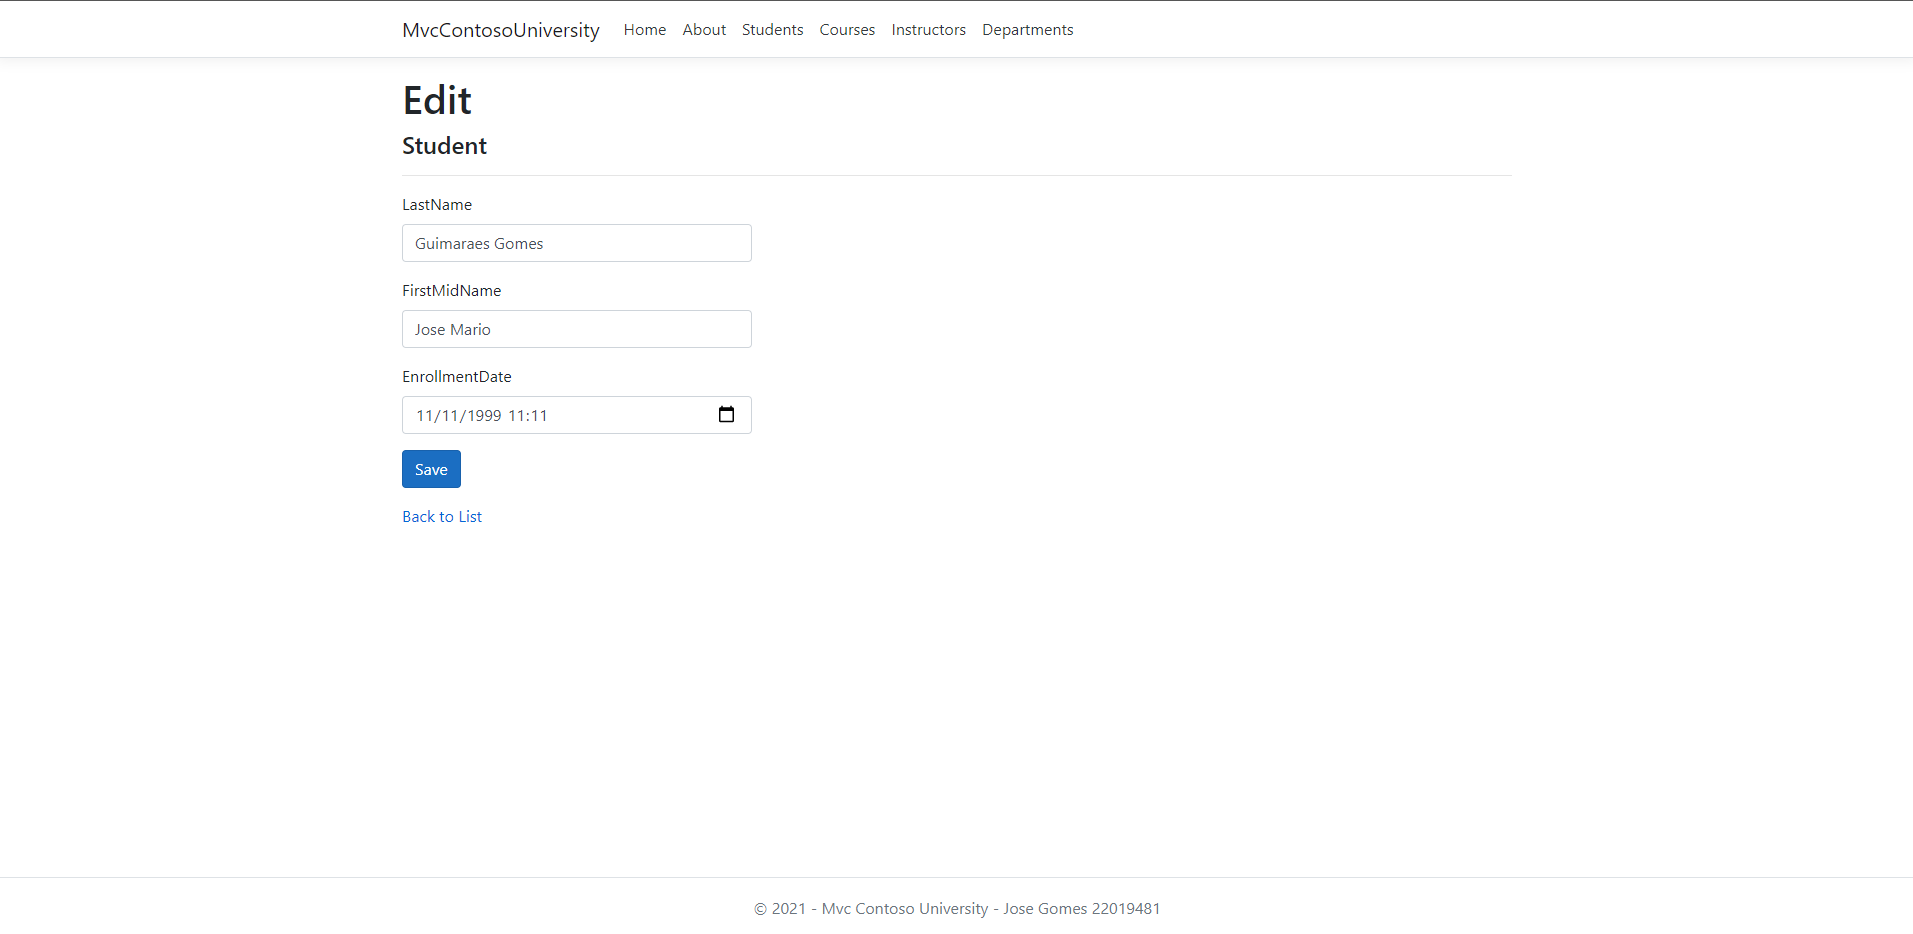 MvcContosoUniversity Home About Students Courses Instructors Departments
Edit
Student
LastName
Guimaraes Gomes
FirstMidName
Jose Mario
EnrollmentDate
11/11/1999 11:11
Save
Back to List
© 2021 - Mvc Contoso University - Jose Gomes 22019481